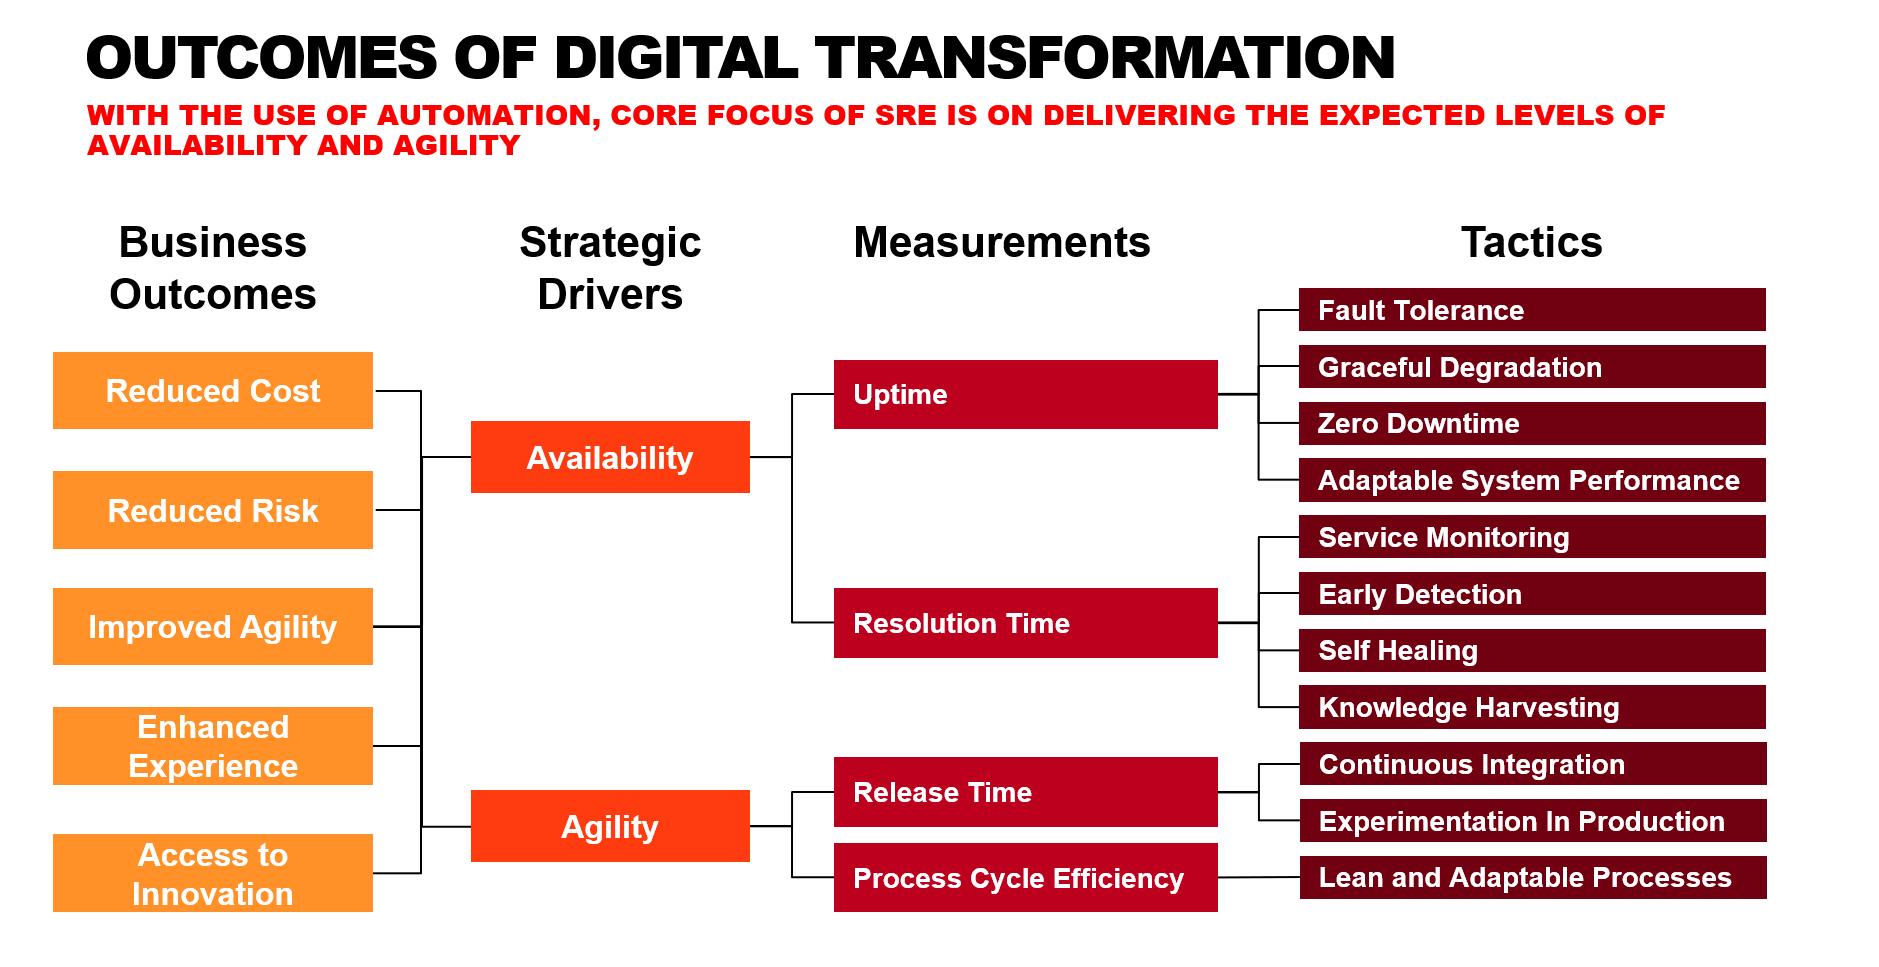 OUTCOMES OF DIGITAL TRANSFORMATION
WITH THE USE OF AUTOMATION, CORE FOCUS OF SRE IS ON DELIVERING THE EXPECTED LEVELS OF
AVAILABILITY AND AGILITY
Business
Outcomes
Reduced Cost
Reduced Risk
Improved Agility
Enhanced
Experience
Access to
Innovation
Strategic
Drivers
Availability
Agility
Measurements
Uptime
Resolution Time
Release Time
Process Cycle Efficiency
Tactics
Fault Tolerance
Graceful Degradation
Zero Downtime
Adaptable System Performance
Service Monitoring
Early Detection
Self Healing
Knowledge Harvesting
Continuous Integration
Experimentation In Production
Lean and Adaptable Processes